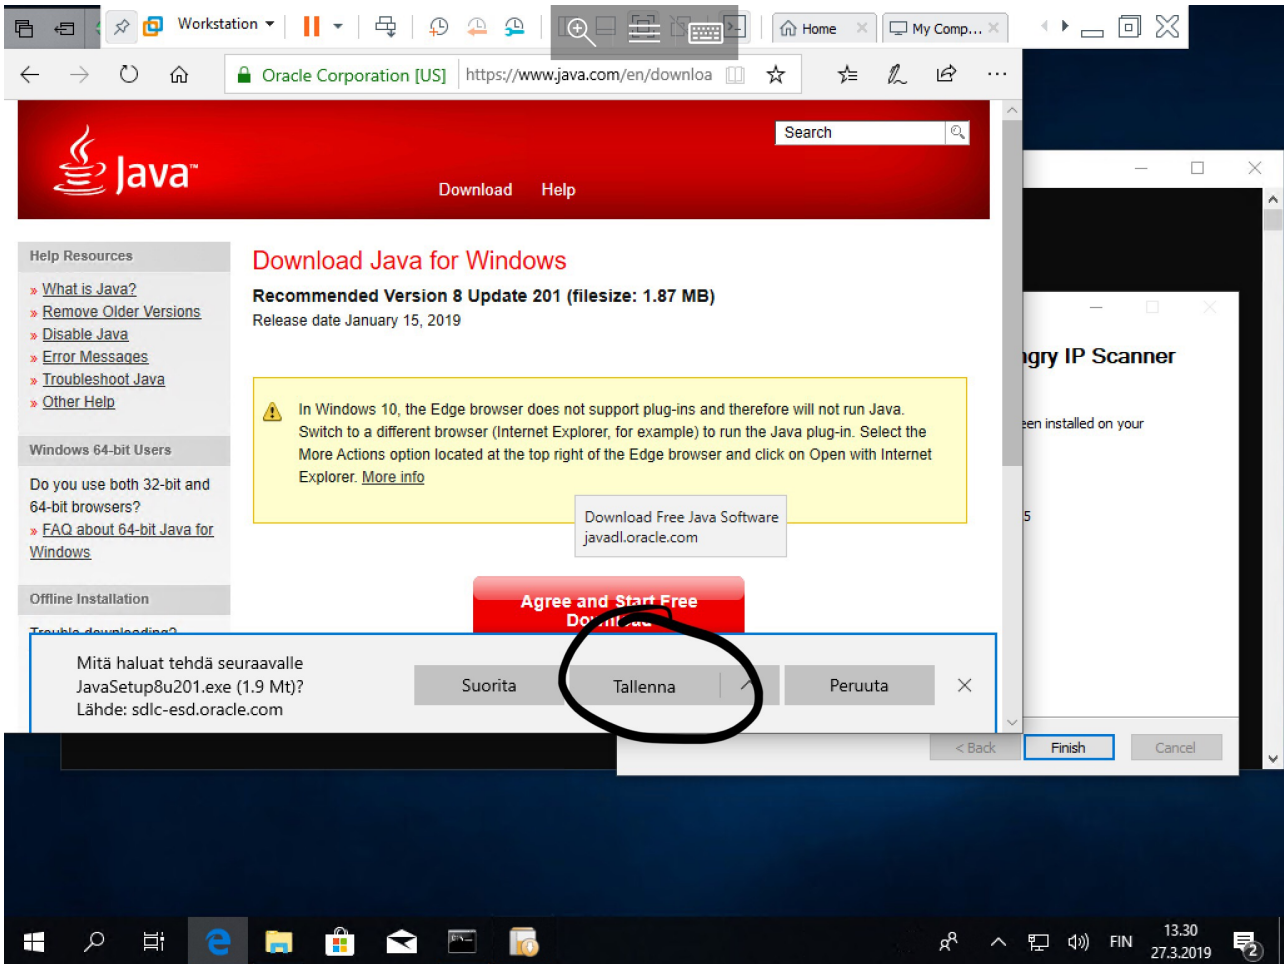 Workstation
Home
My Comp...
Oracle Corporation [US]
https://www.java.com/en/downloa
Java™
Search
Download
Help
Help Resources
» What is Java?
» Remove Older Versions
» Disable Java
» Error Messages
» Troubleshoot Java
» Other Help
Windows 64-bit Users
Do you use both 32-bit and
64-bit browsers?
» FAQ about 64-bit Java for
Windows
Offline Installation
Trouble downloading?
Download Java for Windows
Recommended Version 8 Update 201 (filesize: 1.87 MB)
Release date January 15, 2019
In Windows 10, the Edge browser does not support plug-ins and therefore will not run Java.
Switch to a different browser (Internet Explorer, for example) to run the Java plug-in. Select the
More Actions option located at the top right of the Edge browser and click on Open with Internet
Explorer. More info
Download Free Java Software
javadl.oracle.com
Agree and Start Free
Download
Mitä haluat tehdä seuraavalle
JavaSetup8u201.exe (1.9 Mt)?
Lähde: sdlc-esd.oracle.com
Suorita
Tallenna
Peruuta
ngry IP Scanner
een installed on your
5
< Back
Finish
Cancel
FIN
13.30
27.3.2019
2